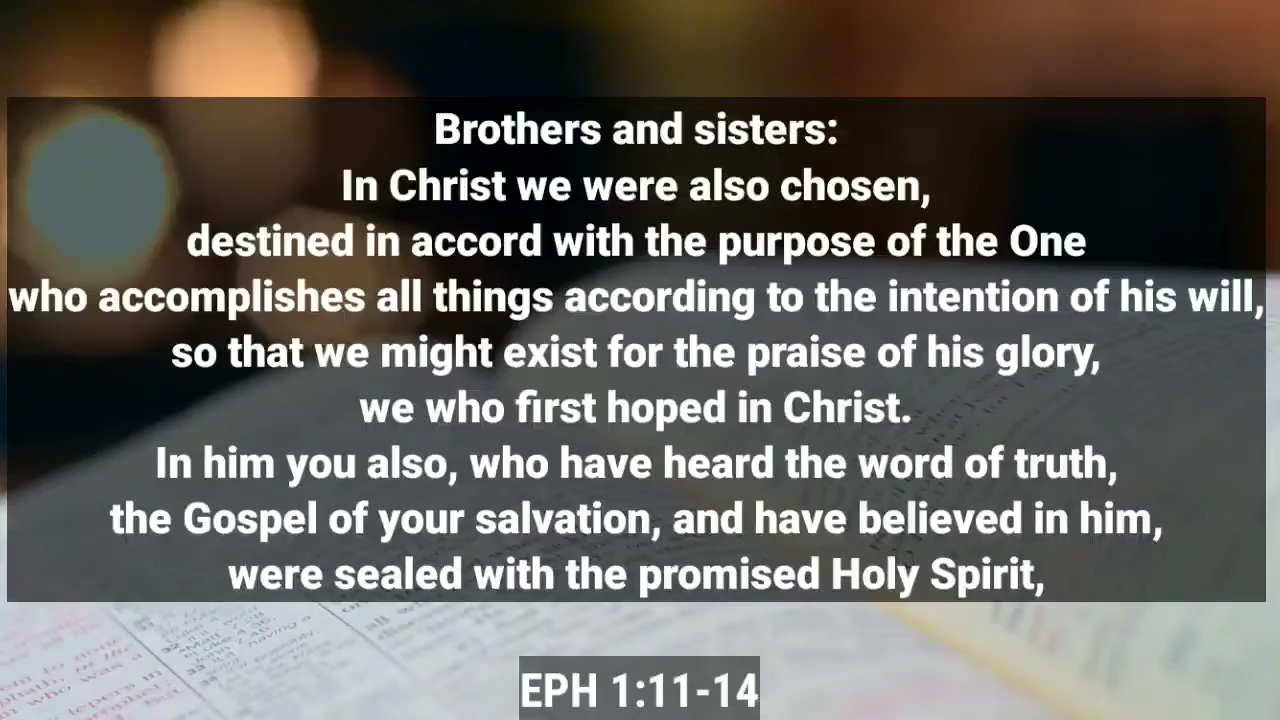 Brothers and sisters:
In Christ we were also chosen,
destined in accord with the purpose of the One
who accomplishes all things according to the intention of his will,
so that we might exist for the praise of his glory,
we who first hoped in Christ.
In him you also, who have heard the word of truth,
the Gospel of your salvation, and have believed in him,
were sealed with the promised Holy Spirit,
EPH 1:11-14